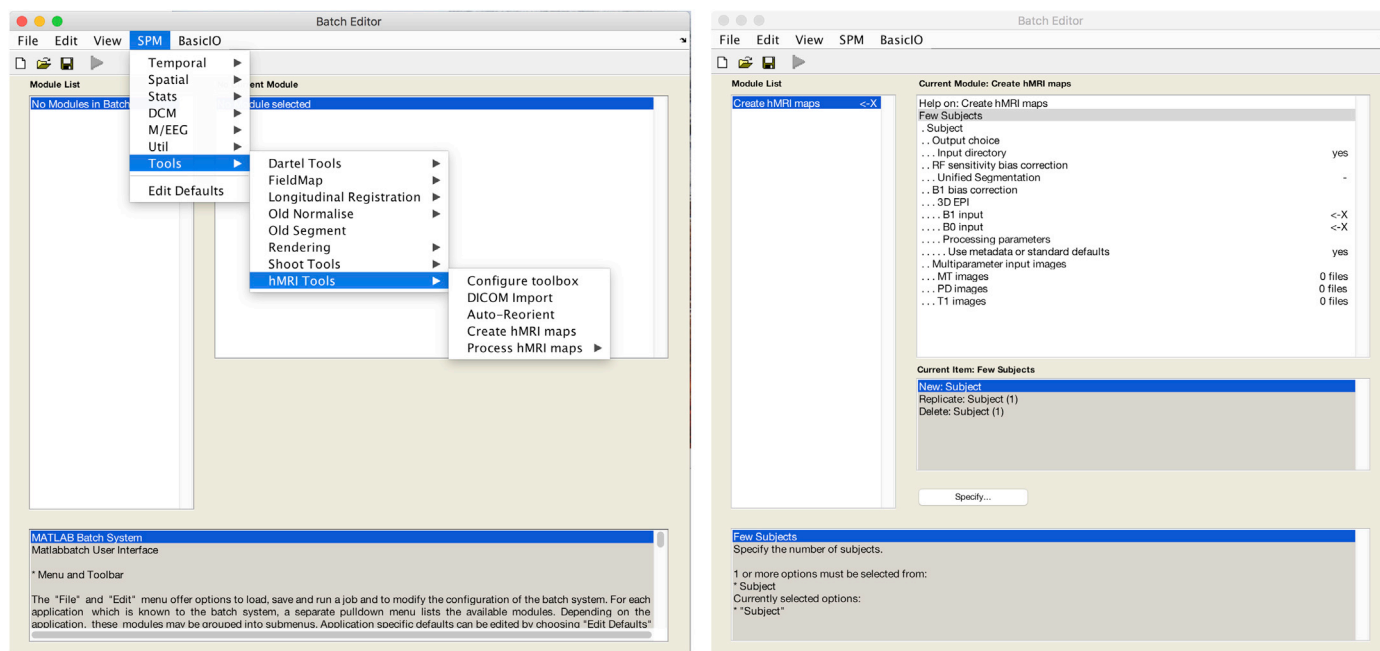 Batch Editor
File Edit View SPM BasicIO
Module List
No Modules in Batch
ent Module
dule selected
Temporal
Spatial
Stats
DCM
M/EEG
Util
Tools
Edit Defaults
Dartel Tools
FieldMap
Longitudinal Registration
Old Normalise
Old Segment
Rendering
Shoot Tools
hMRI Tools
Configure toolbox
DICOM Import
Auto-Reorient
Create hMRI maps
Process hMRI maps
MATLAB Batch System
Matlabbatch User Interface
* Menu and Toolbar
The "File" and "Edit" menu offer options to load, save and run a job and to modify the configuration of the batch system. For each
application which is known to the batch system, a separate pulldown menu lists the available modules. Depending on the
application, these modules may be grouped into submenus. Application specific defaults can be edited by choosing "Edit Defaults"
Batch Editor
File Edit View SPM BasicIO
Module List
Create hMRI maps <-X
Current Module: Create hMRI maps
Help on: Create hMRI maps
Few Subjects
. Subject
. . Output choice
. . . Input directory yes
. . RF sensitivity bias correction
. . . Unified Segmentation -
. . B1 bias correction
. . . 3D EPI
. . . . B1 input <-X
. . . . B0 input <-X
. . . . Processing parameters
. . . . . Use metadata or standard defaults yes
. . Multiparameter input images
. . . MT images 0 files
. . . PD images 0 files
. . . T1 images 0 files
Current Item: Few Subjects
New: Subject
Replicate: Subject (1)
Delete: Subject (1)
Specify...
Few Subjects
Specify the number of subjects.
1 or more options must be selected from:
* Subject
Currently selected options:
* "Subject"